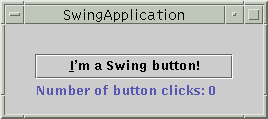 SwingApplication
I'm a Swing button!
Number of button clicks: 0